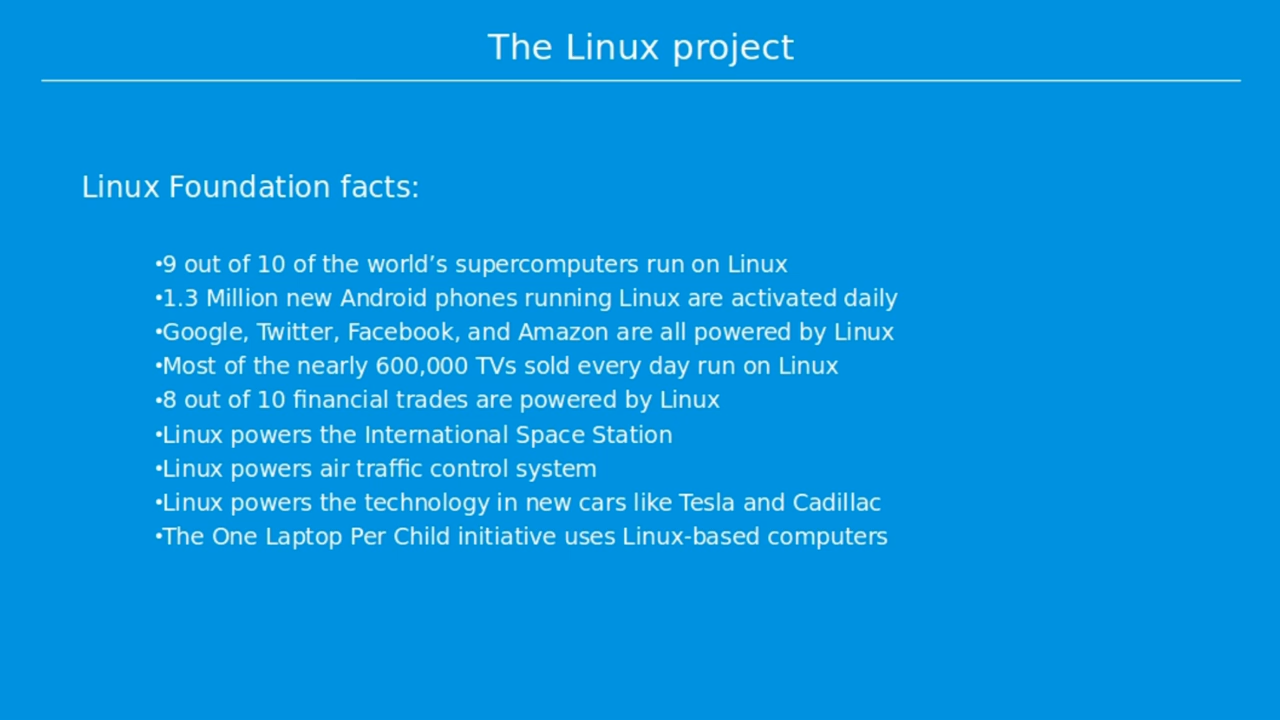 The Linux project
Linux Foundation facts:
•9 out of 10 of the world’s supercomputers run on Linux
•1.3 Million new Android phones running Linux are activated daily
•Google, Twitter, Facebook, and Amazon are all powered by Linux
•Most of the nearly 600,000 TVs sold every day run on Linux
•8 out of 10 financial trades are powered by Linux
•Linux powers the International Space Station
•Linux powers air traffic control system
•Linux powers the technology in new cars like Tesla and Cadillac
•The One Laptop Per Child initiative uses Linux-based computers